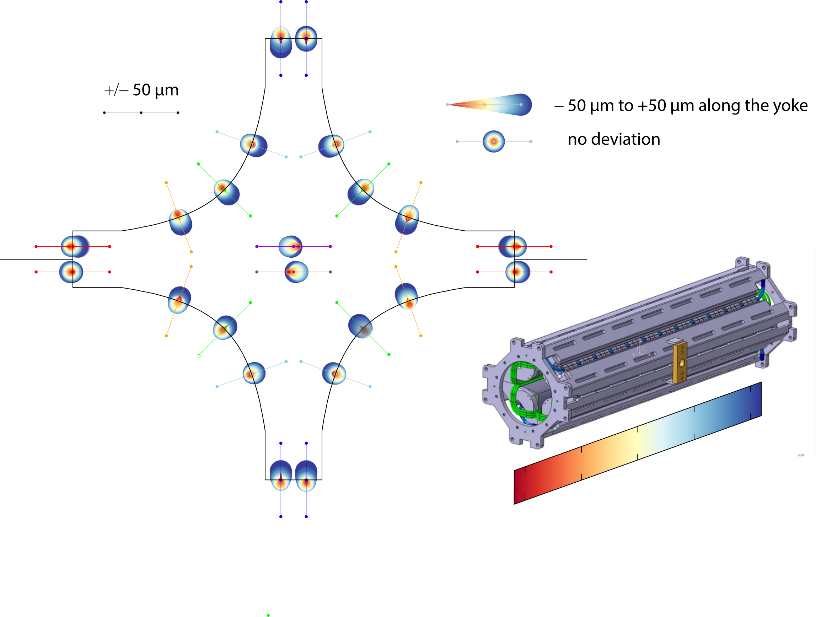 +/− 50 µm
− 50 µm to +50 µm along the yoke
no deviation